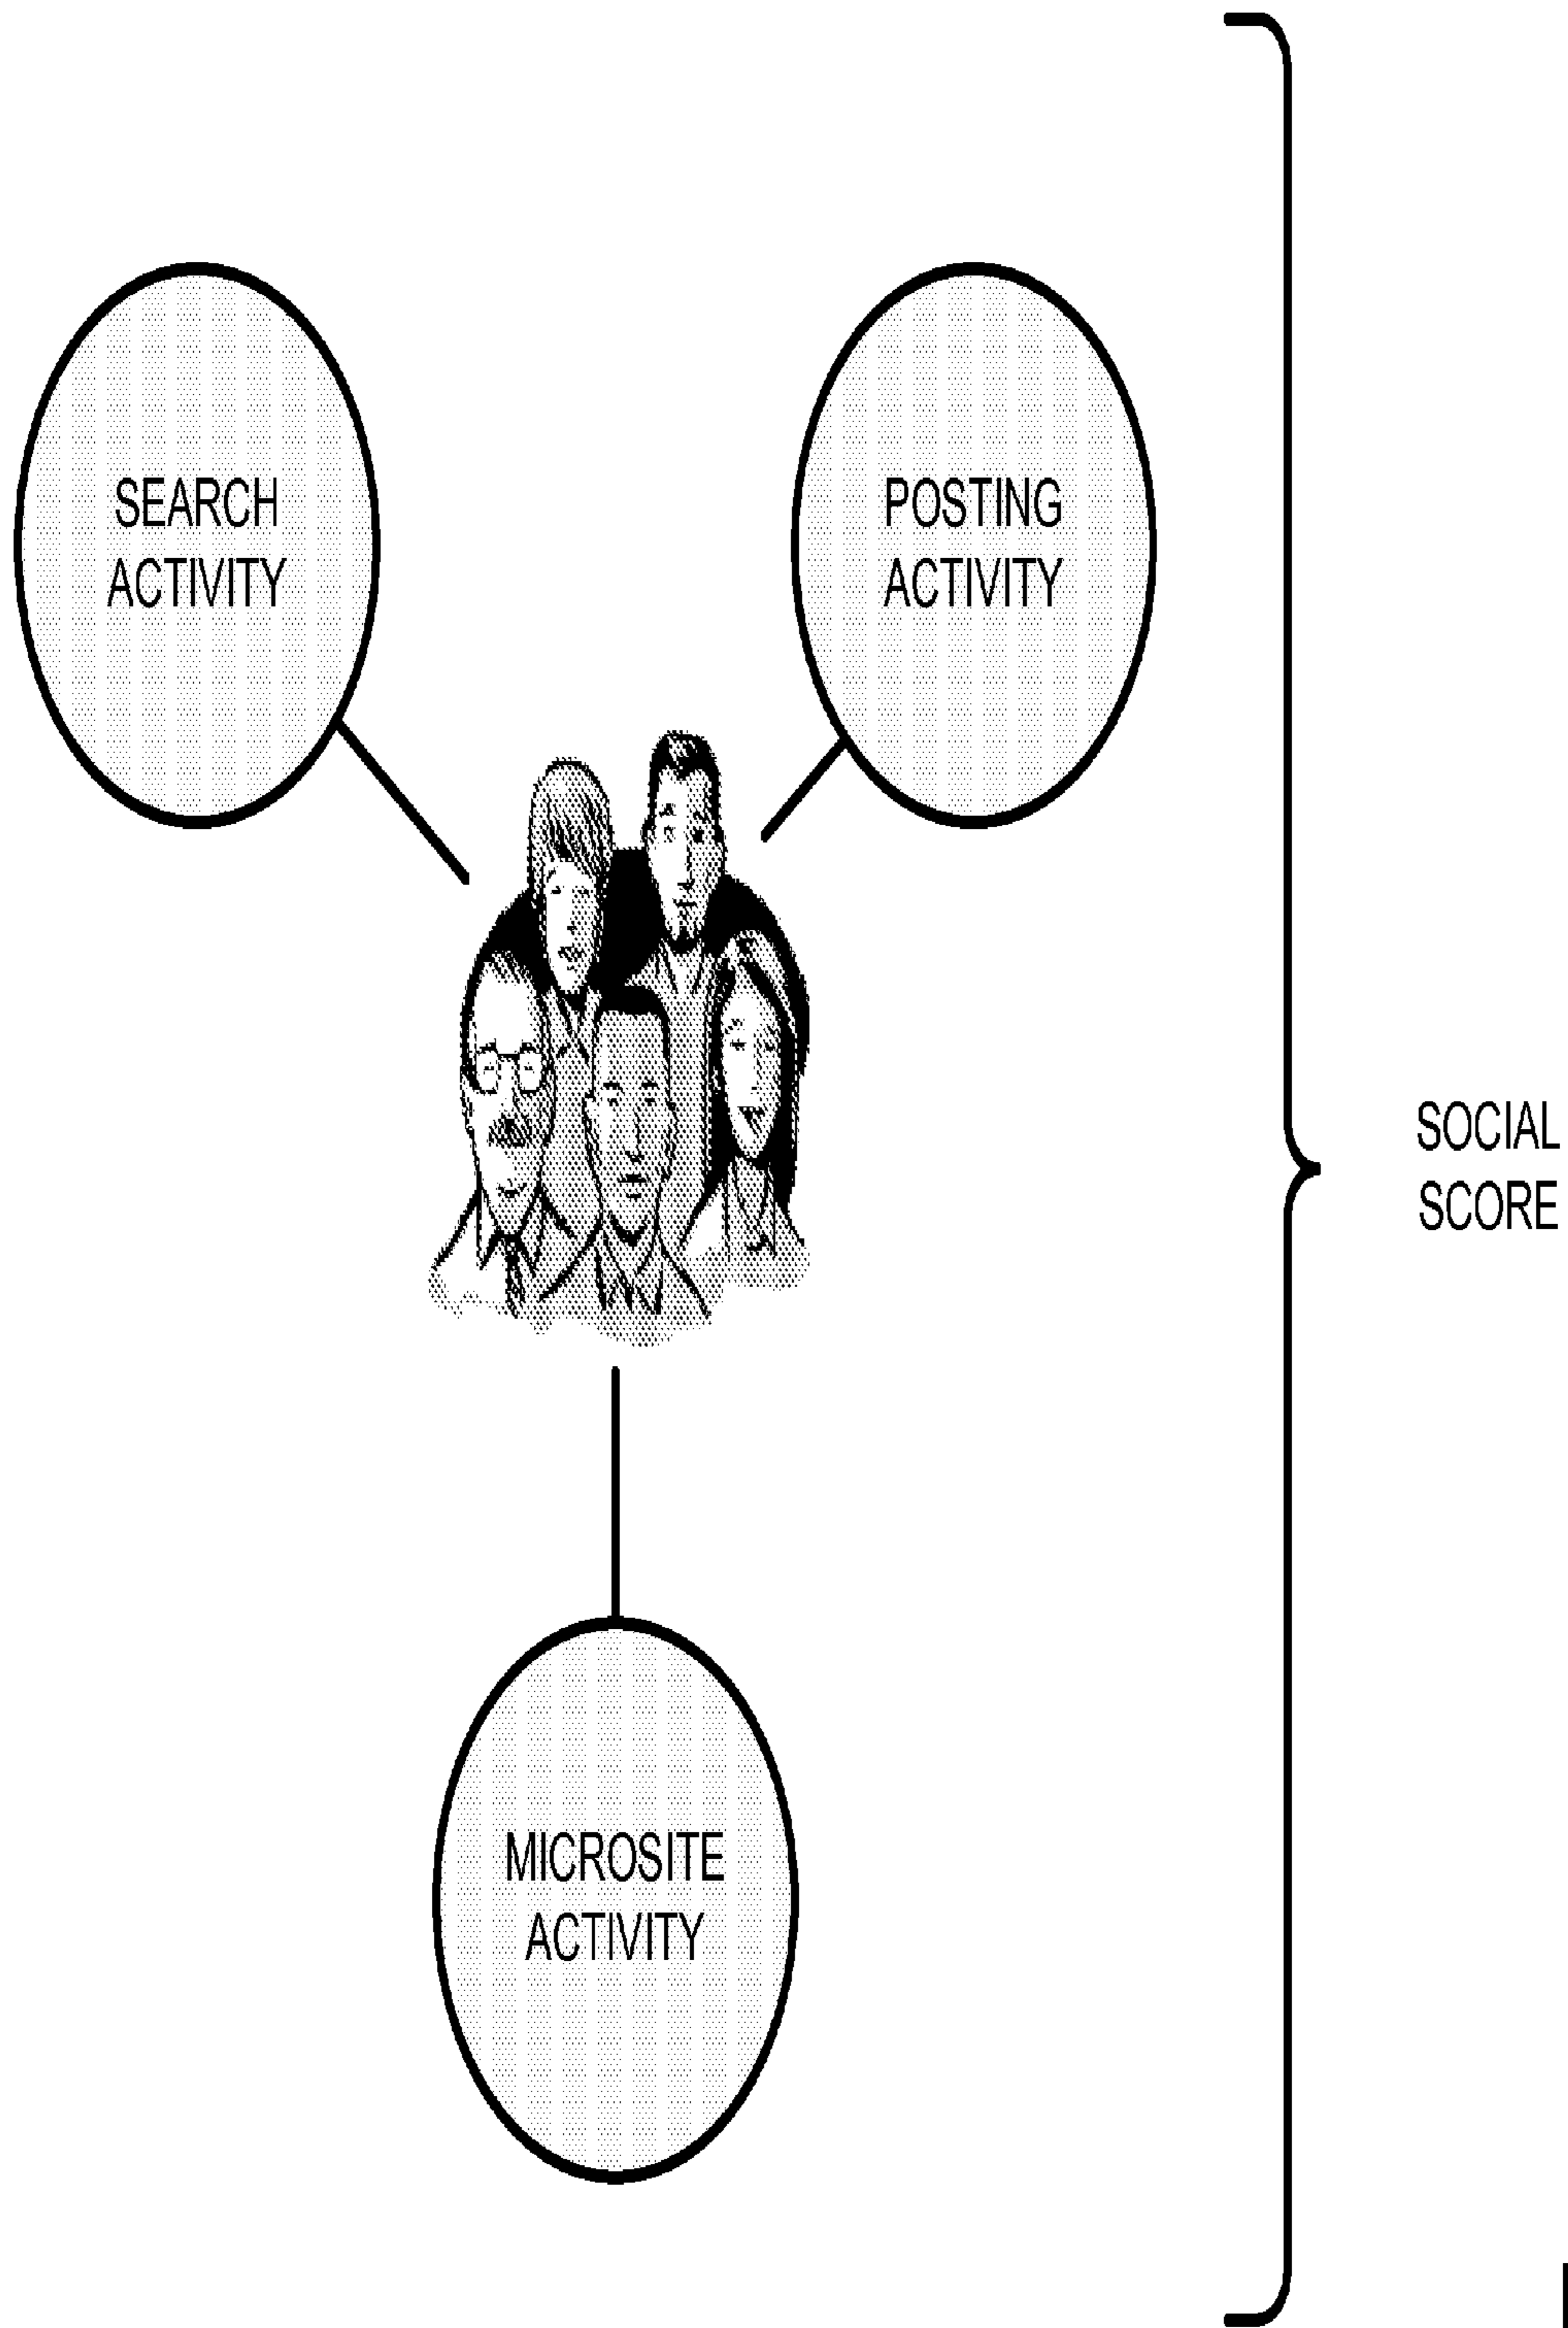 SEARCH
ACTIVITY
POSTING
ACTIVITY
SOCIAL
SCORE
MICROSITE
ACTIVITY